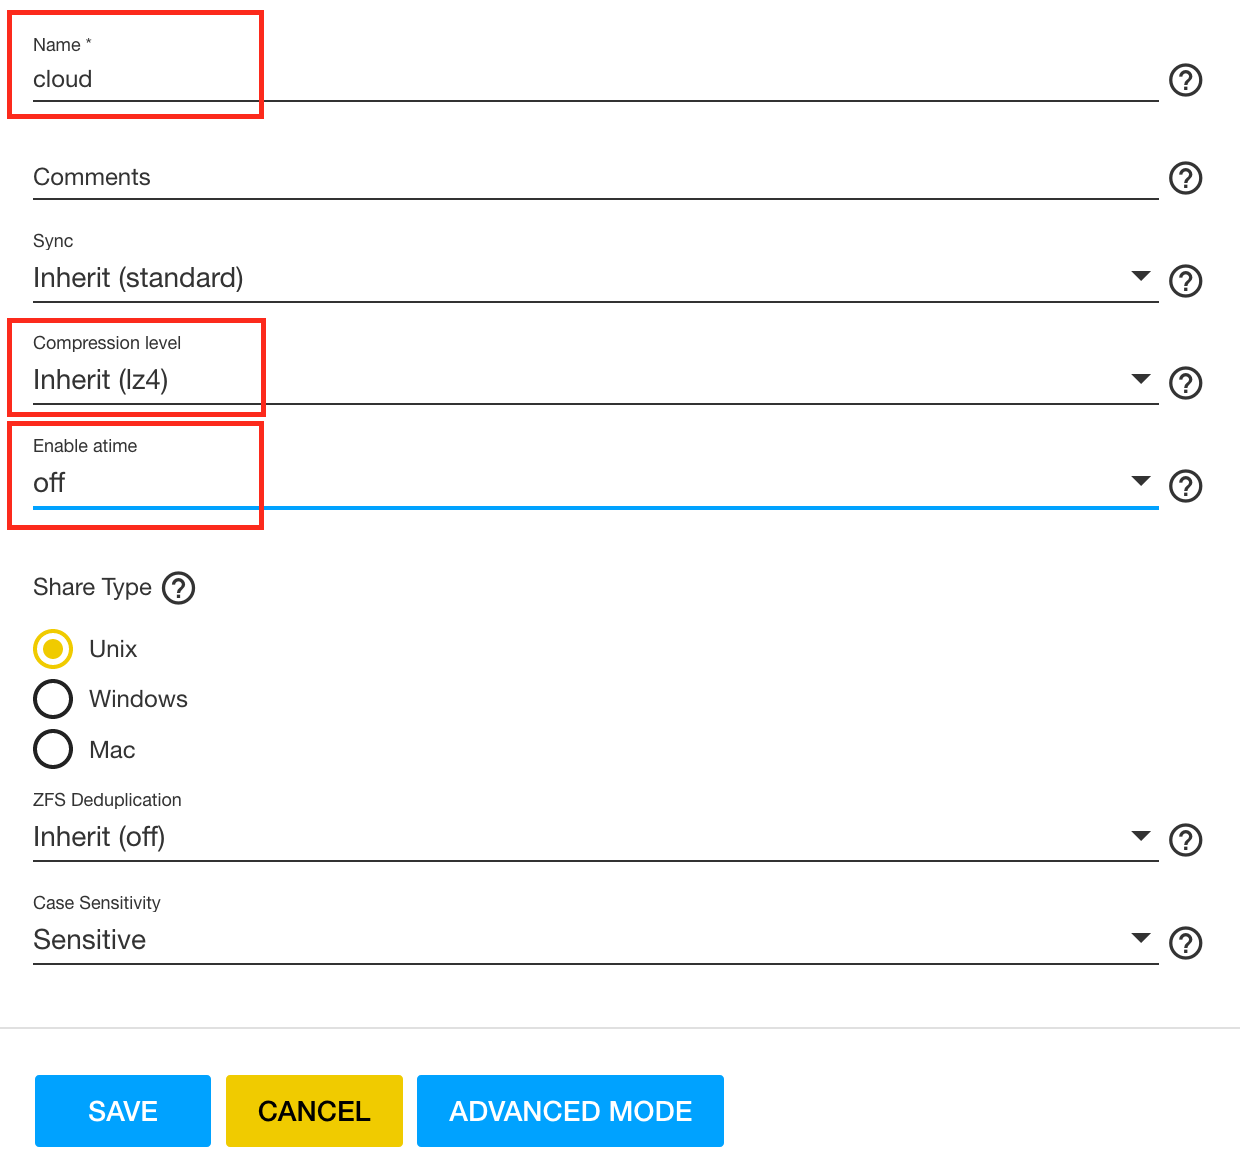 Name *
cloud
Comments
Sync
Inherit (standard)
Compression level
Inherit (lz4)
Enable atime
off
Share Type
Unix
Windows
Mac
ZFS Deduplication
Inherit (off)
Case Sensitivity
Sensitive
SAVE CANCEL ADVANCED MODE